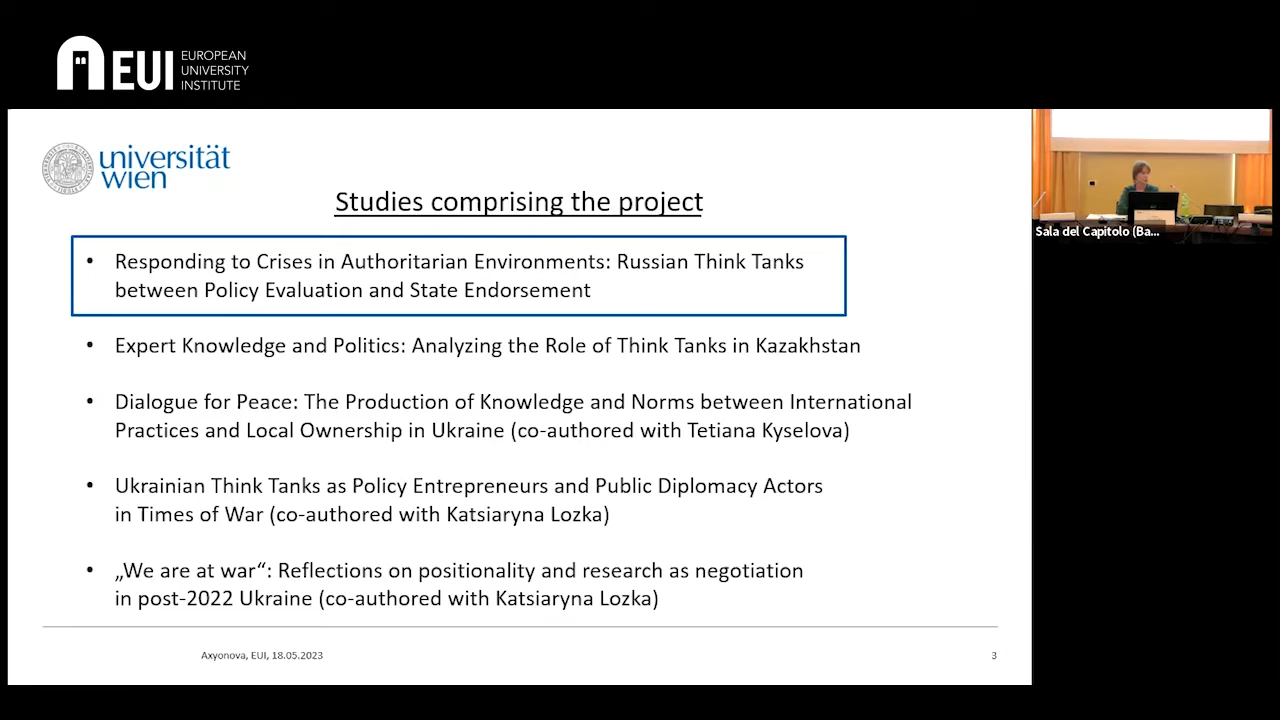 EUI
EUROPEAN
UNIVERSITY
INSTITUTE
universität
wien
Studies comprising the project
• Responding to Crises in Authoritarian Environments: Russian Think Tanks
between Policy Evaluation and State Endorsement
• Expert Knowledge and Politics: Analyzing the Role of Think Tanks in Kazakhstan
• Dialogue for Peace: The Production of Knowledge and Norms between International
Practices and Local Ownership in Ukraine (co-authored with Tetiana Kyselova)
• Ukrainian Think Tanks as Policy Entrepreneurs and Public Diplomacy Actors
in Times of War (co-authored with Katsiaryna Lozka)
• „We are at war“: Reflections on positionality and research as negotiation
in post-2022 Ukraine (co-authored with Katsiaryna Lozka)
Axyonova, EUI, 18.05.2023
3
Sala del Capitolo (Ba...